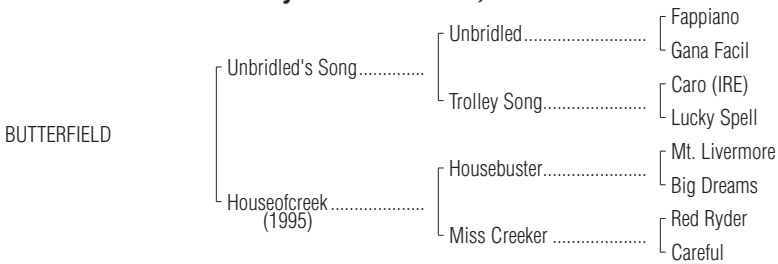 Fappiano
Unbridled
Gana Facil
Unbridled's Song
Caro (IRE)
Trolley Song
Lucky Spell
BUTTERFIELD
Mt. Livermore
Housebuster
Big Dreams
Houseofcreek
(1995)
Red Ryder
Miss Creeker
Careful